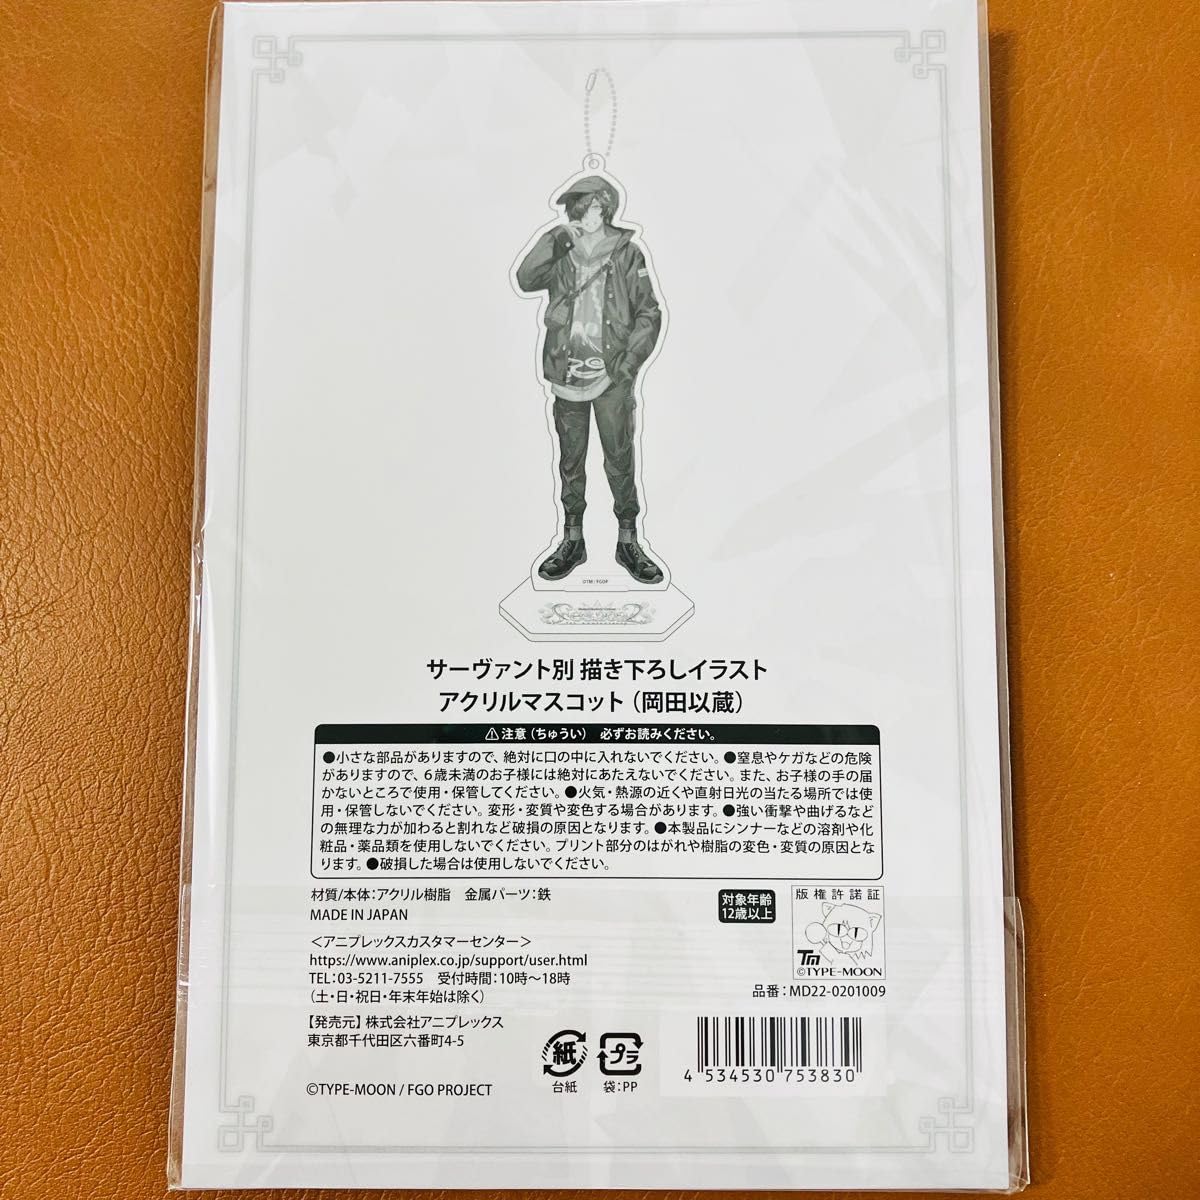 ©TM / FGOP
サーヴァント別 描き下ろしイラスト
アクリルマスコット（岡田以蔵）
⚠注意（ちゅうい） 必ずお読みください。
●小さな部品がありますので、絶対に口の中に入れないでください。●窒息やケガなどの危険
がありますので、6歳未満のお子様には絶対にあたえないでください。また、お子様の手の届
かないところで使用・保管してください。●火気・熱源の近くや直射日光の当たる場所では使
用・保管しないでください。変形・変質や変色する場合があります。●強い衝撃や曲げるなど
の無理な力が加わると割れなど破損の原因となります。●本製品にシンナーなどの溶剤や化
粧品・薬品類を使用しないでください。プリント部分のはがれや樹脂の変色・変質の原因とな
ります。●破損した場合は使用しないでください。
材質/本体：アクリル樹脂 金属パーツ：鉄
MADE IN JAPAN
対象年齢
12歳以上
版権許諾証
TM
©TYPE-MOON
＜アニプレックスカスタマーセンター＞
https://www.aniplex.co.jp/support/user.html
TEL：03-5211-7555 受付時間：10時～18時
（土・日・祝日・年末年始は除く）
品番：MD22-0201009
【発売元】株式会社アニプレックス
東京都千代田区六番町4-5
紙
台紙
プラ
袋：PP
4 534530 753830
©TYPE-MOON / FGO PROJECT